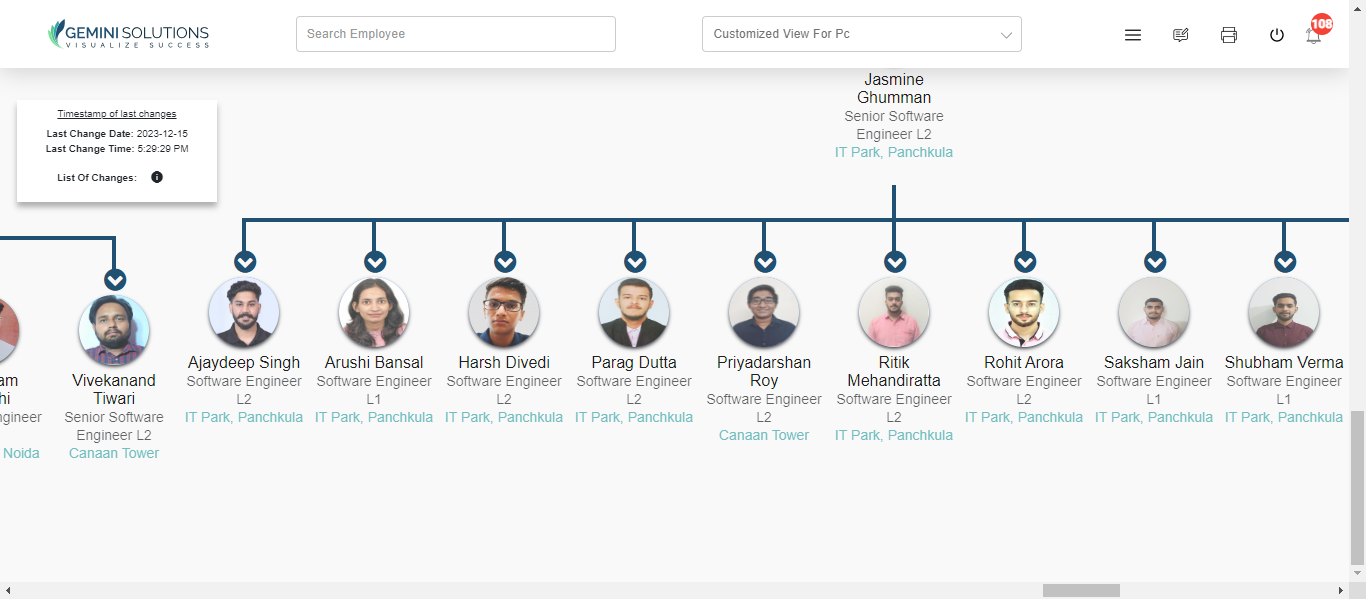 GEMINI SOLUTIONS
VISUALIZE SUCCESS
Search Employee
Customized View For Pc
108
Timestamp of last changes
Last Change Date: 2023-12-15
Last Change Time: 5:29:29 PM
List Of Changes:
Jasmine
Ghumman
Senior Software
Engineer L2
IT Park, Panchkula
am
hi
ngineer
Noida
Vivekanand
Tiwari
Senior Software
Engineer L2
Canaan Tower
Ajaydeep Singh
Software Engineer
L2
IT Park, Panchkula
Arushi Bansal
Software Engineer
L1
IT Park, Panchkula
Harsh Divedi
Software Engineer
L2
IT Park, Panchkula
Parag Dutta
Software Engineer
L2
IT Park, Panchkula
Priyadarshan
Roy
Software Engineer
L2
Canaan Tower
Ritik
Mehandiratta
Software Engineer
L2
IT Park, Panchkula
Rohit Arora
Software Engineer
L2
IT Park, Panchkula
Saksham Jain
Software Engineer
L1
IT Park, Panchkula
Shubham Verma
Software Engineer
L1
IT Park, Panchkula